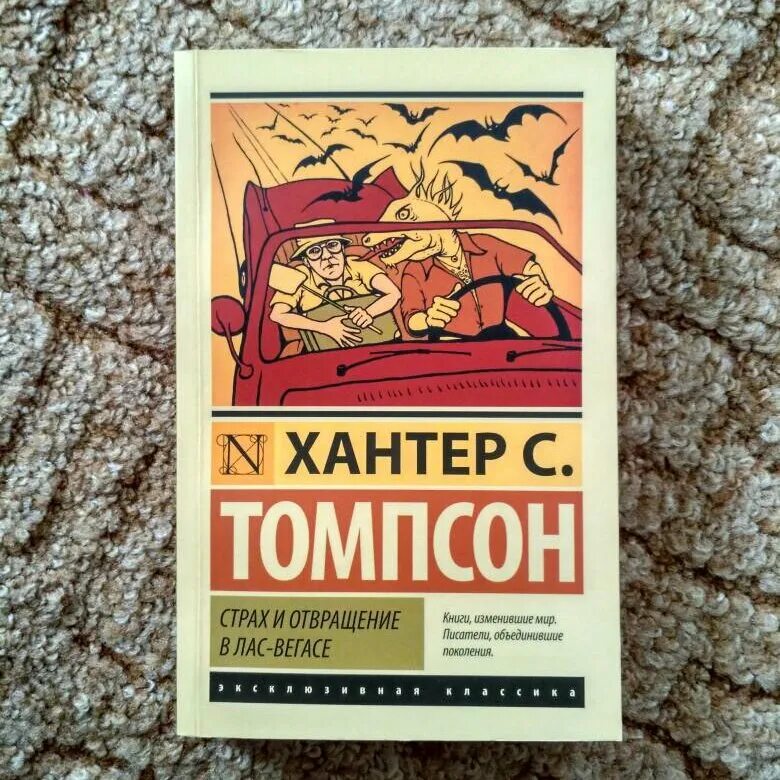 N ХАНТЕР С.
ТОМПСОН
СТРАХ И ОТВРАЩЕНИЕ
В ЛАС-ВЕГАСЕ
Книги, изменившие мир.
Писатели, объединившие
поколения.
эксклюзивная классика